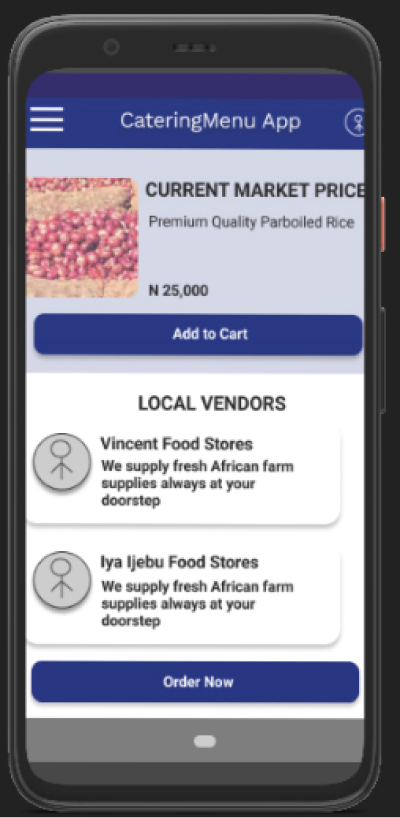 CateringMenu App
CURRENT MARKET PRICE
Premium Quality Parboiled Rice
N 25,000
Add to Cart
LOCAL VENDORS
Vincent Food Stores
We supply fresh African farm
supplies always at your
doorstep
Iya Ijebu Food Stores
We supply fresh African farm
supplies always at your
doorstep
Order Now